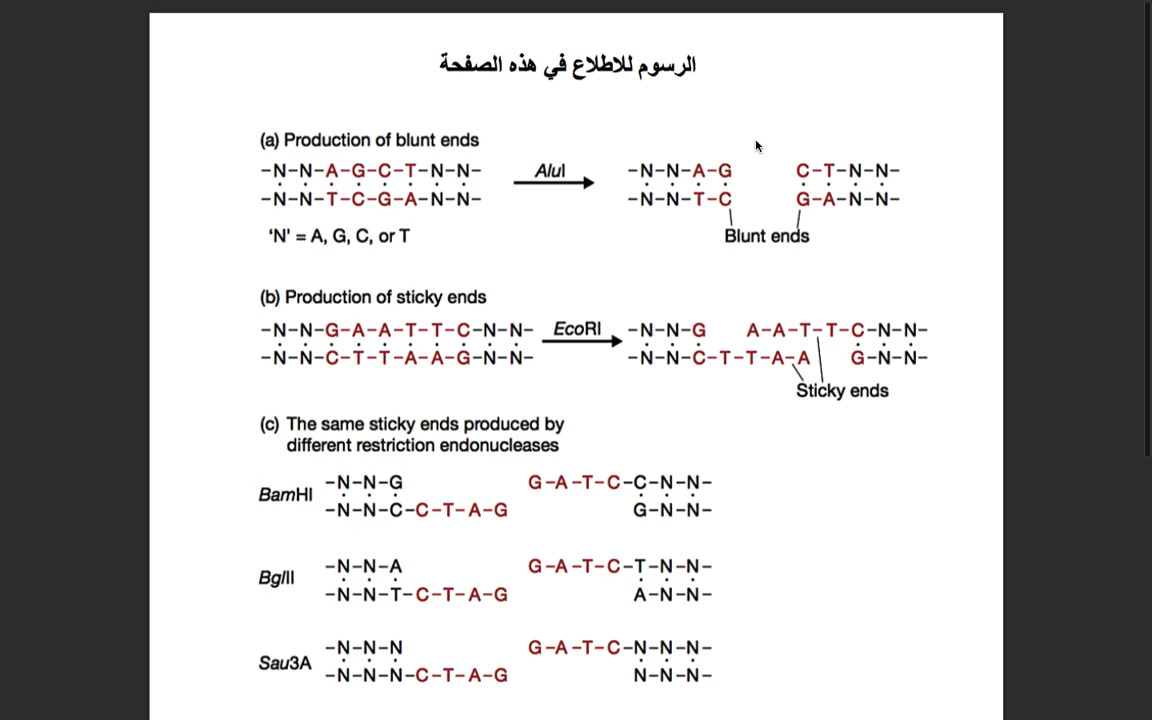 الرسوم للاطلاع في هذه الصفحة
(a) Production of blunt ends
-N-N-A-G-C-T-N-N- AluI -N-N-A-G C-T-N-N-
-N-N-T-C-G-A-N-N- -N-N-T-C G-A-N-N-
'N' = A, G, C, or T Blunt ends
(b) Production of sticky ends
-N-N-G-A-A-T-T-C-N-N- EcoRI -N-N-G A-A-T-T-C-N-N-
-N-N-C-T-T-A-A-G-N-N- -N-N-C-T-T-A-A G-N-N-
Sticky ends
(c) The same sticky ends produced by
different restriction endonucleases
BamHI -N-N-G G-A-T-C-C-N-N-
-N-N-C-C-T-A-G G-N-N-
BglII -N-N-A G-A-T-C-T-N-N-
-N-N-T-C-T-A-G A-N-N-
Sau3A -N-N-N G-A-T-C-N-N-N-
-N-N-N-C-T-A-G N-N-N-